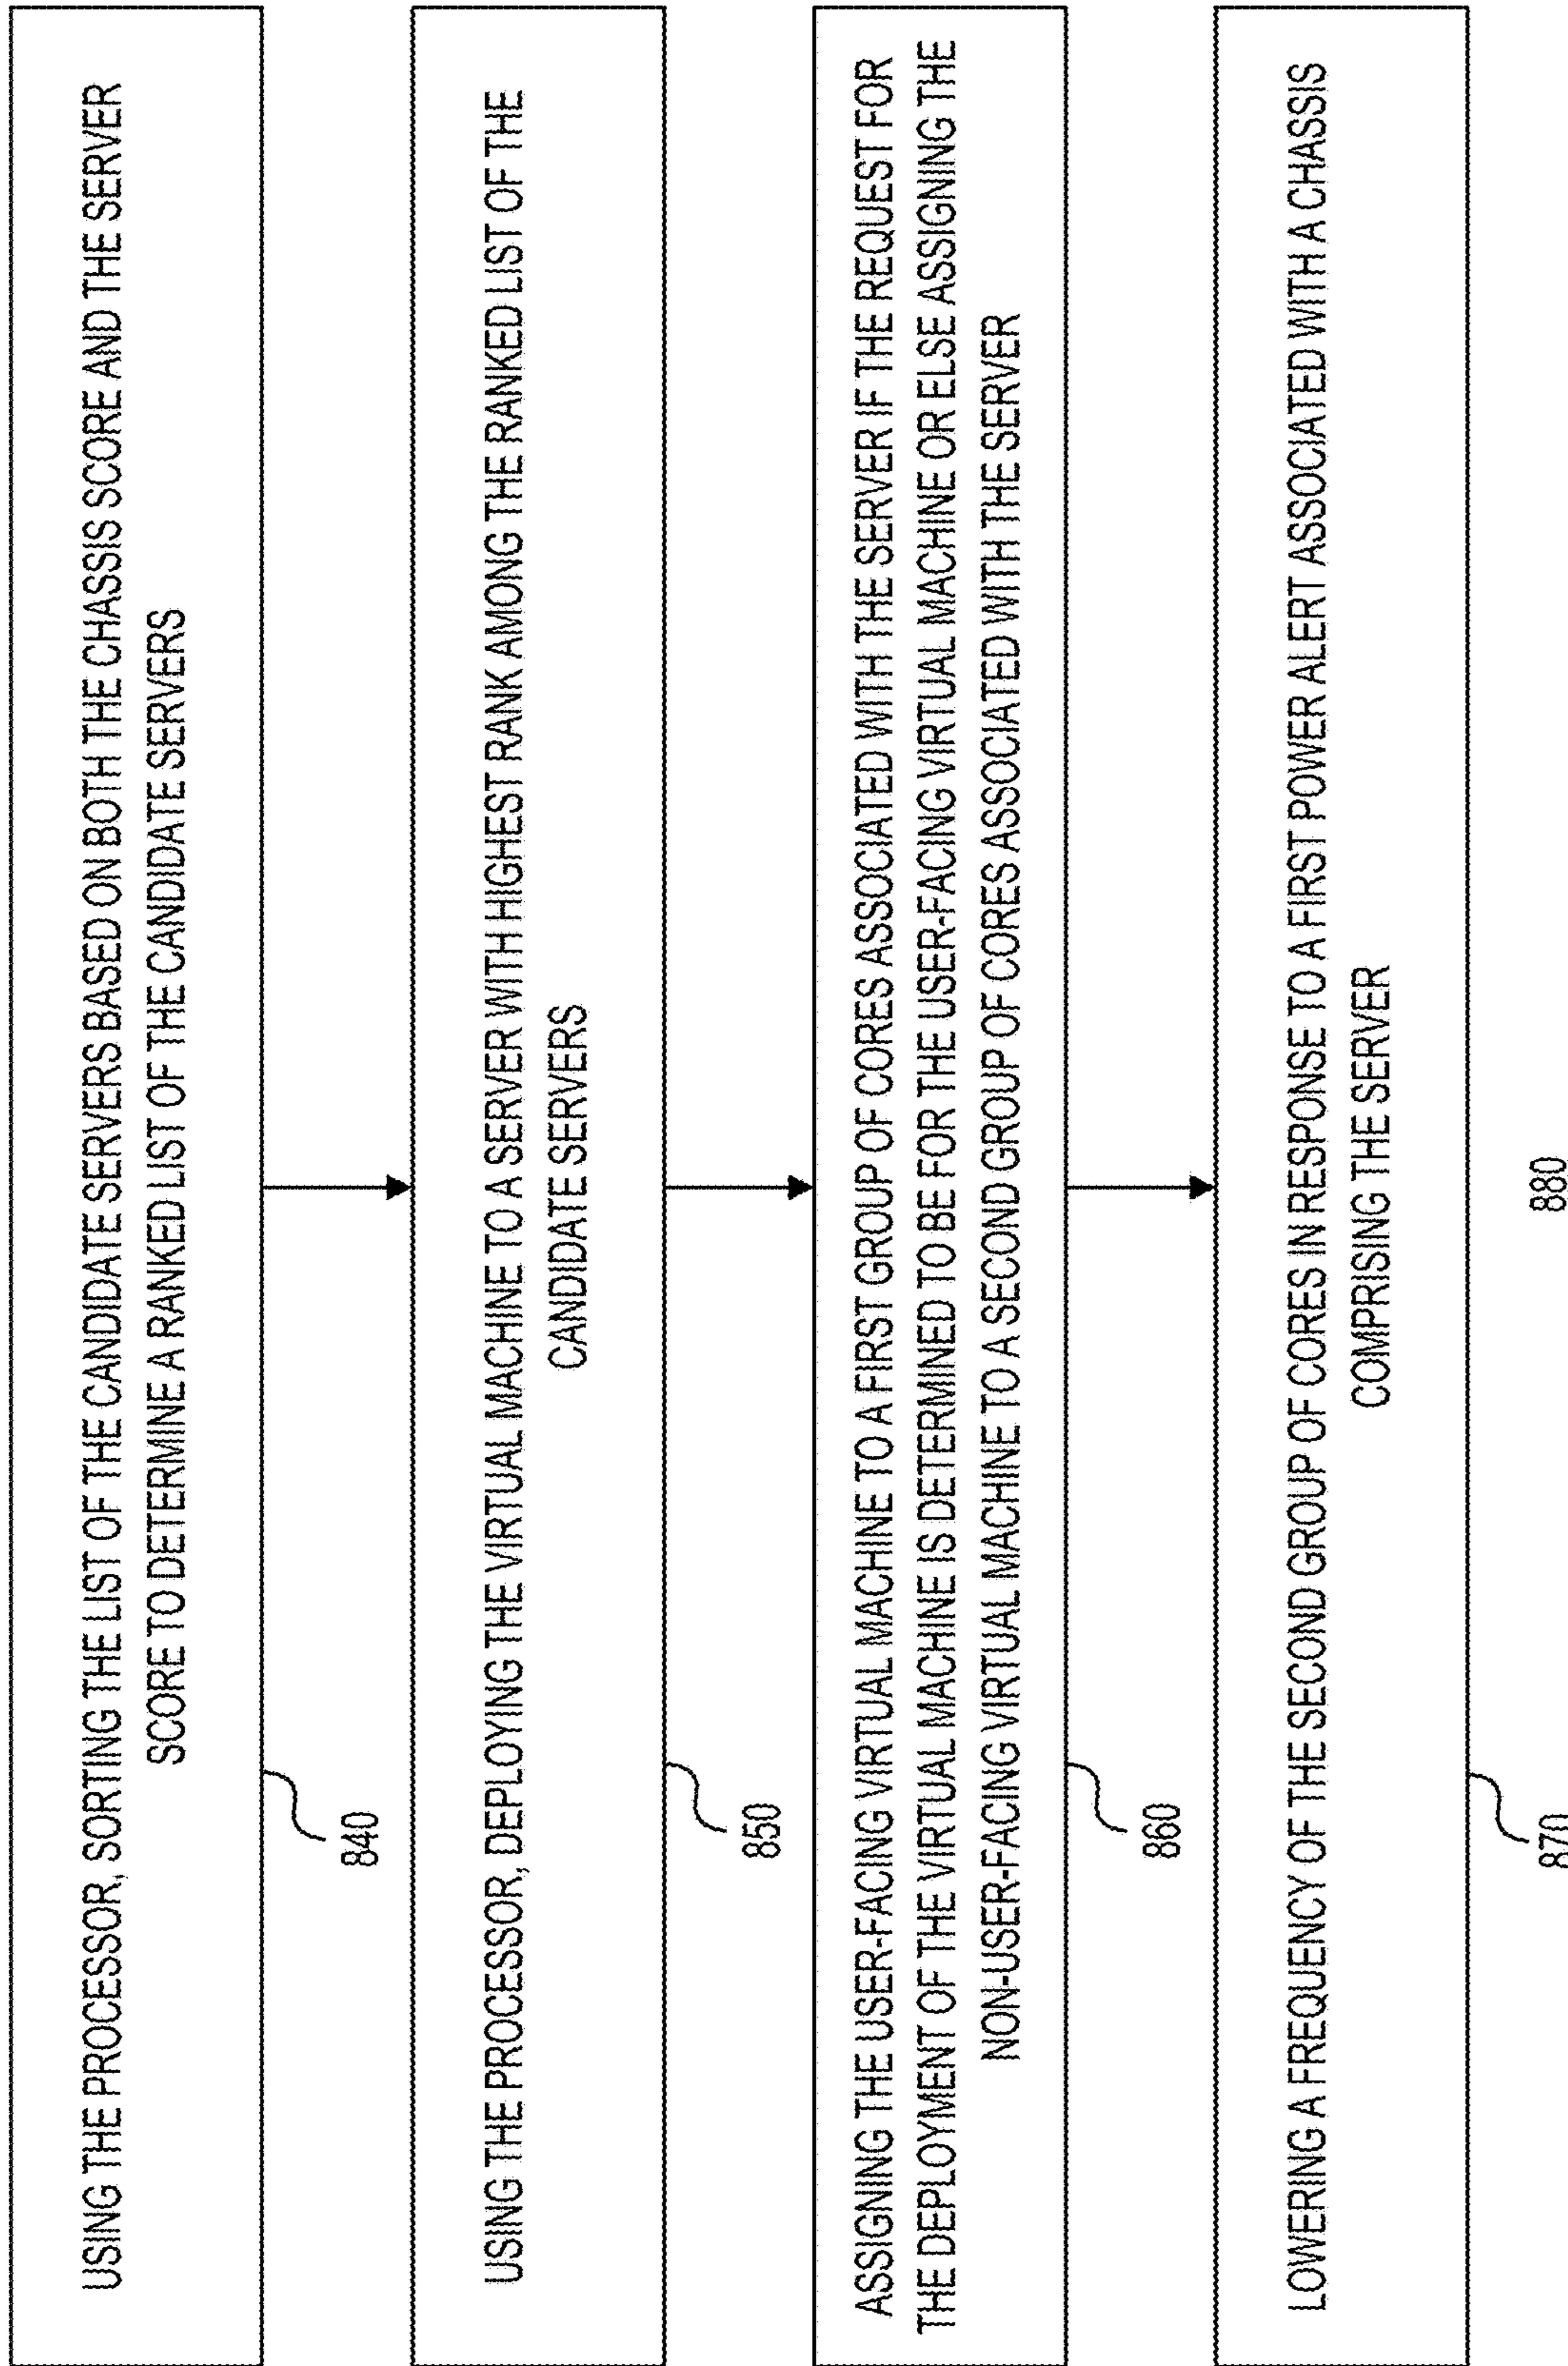 USING THE PROCESSOR, SORTING THE LIST OF THE CANDIDATE SERVERS BASED ON BOTH THE CHASSIS SCORE AND THE SERVER
SCORE TO DETERMINE A RANKED LIST OF THE CANDIDATE SERVERS
840
USING THE PROCESSOR, DEPLOYING THE VIRTUAL MACHINE TO A SERVER WITH HIGHEST RANK AMONG THE RANKED LIST OF THE
CANDIDATE SERVERS
850
ASSIGNING THE USER-FACING VIRTUAL MACHINE TO A FIRST GROUP OF CORES ASSOCIATED WITH THE SERVER IF THE REQUEST FOR
THE DEPLOYMENT OF THE VIRTUAL MACHINE IS DETERMINED TO BE FOR THE USER-FACING VIRTUAL MACHINE OR ELSE ASSIGNING THE
NON-USER-FACING VIRTUAL MACHINE TO A SECOND GROUP OF CORES ASSOCIATED WITH THE SERVER
860
LOWERING A FREQUENCY OF THE SECOND GROUP OF CORES IN RESPONSE TO A FIRST POWER ALERT ASSOCIATED WITH A CHASSIS
COMPRISING THE SERVER
870
880